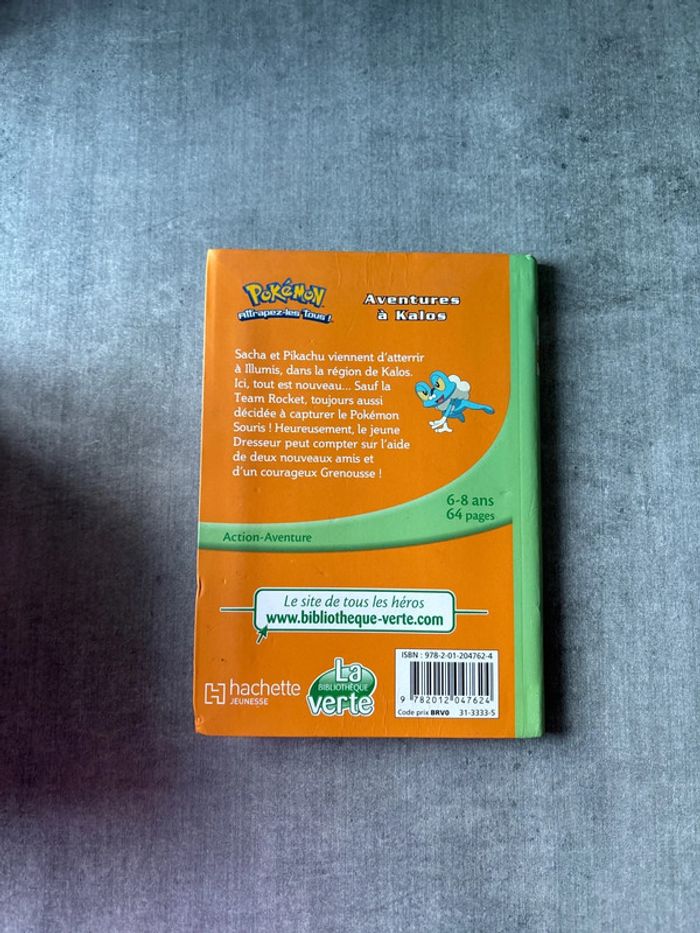 POKéMON
Attrapez-les Tous !
Aventures
à Kalos
Sacha et Pikachu viennent d'atterrir
à Illumis, dans la région de Kalos.
Ici, tout est nouveau... Sauf la
Team Rocket, toujours aussi
décidée à capturer le Pokémon
Souris ! Heureusement, le jeune
Dresseur peut compter sur l'aide
de deux nouveaux amis et
d'un courageux Grenousse !
6-8 ans
64 pages
Action-Aventure
Le site de tous les héros
www.bibliotheque-verte.com
hachette
JEUNESSE
La
BIBLIOTHÈQUE
verte
ISBN : 978-2-01-204762-4
9 782012 047624
Code prix BRV0 31-3333-5